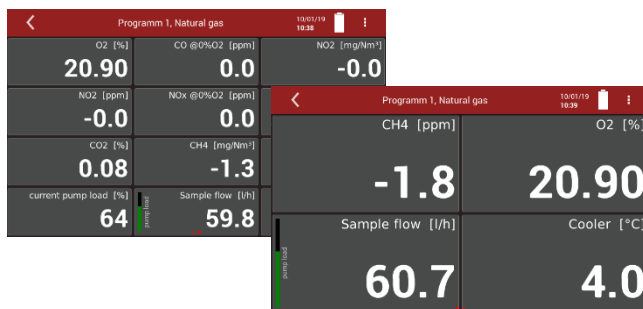 Programm 1, Natural gas
10/01/19
10:38
O2 [%]
20.90
CO @0%O2 [ppm]
0.0
NO2 [mg/Nm³]
-0.0
NO2 [ppm]
-0.0
NOx @0%O2 [ppm]
0.0
CO2 [%]
0.08
CH4 [mg/Nm³]
-1.3
current pump load [%]
64
pump load
Sample flow [l/h]
59.8
Programm 1, Natural gas
10/01/19
10:39
CH4 [ppm]
-1.8
O2 [%]
20.90
pump load
Sample flow [l/h]
60.7
Cooler [°C]
4.0